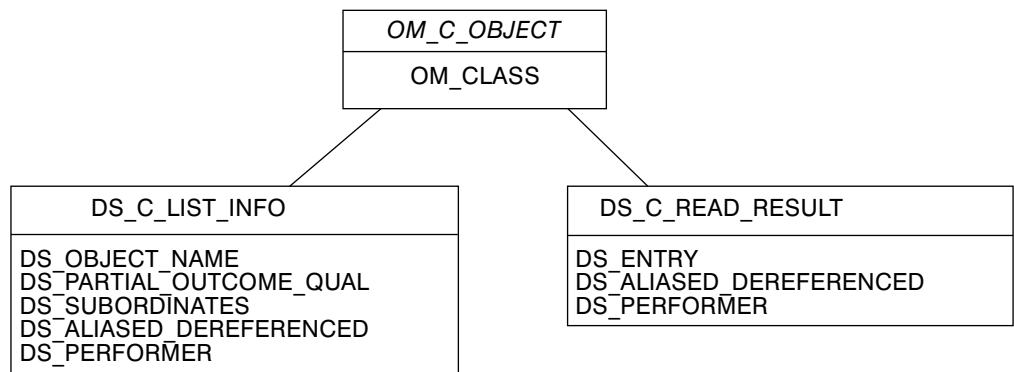 OM_C_OBJECT
OM_CLASS
DS_C_LIST_INFO
DS_OBJECT_NAME
DS_PARTIAL_OUTCOME_QUAL
DS_SUBORDINATES
DS_ALIASED_DEREFERENCED
DS_PERFORMER
DS_C_READ_RESULT
DS_ENTRY
DS_ALIASED_DEREFERENCED
DS_PERFORMER